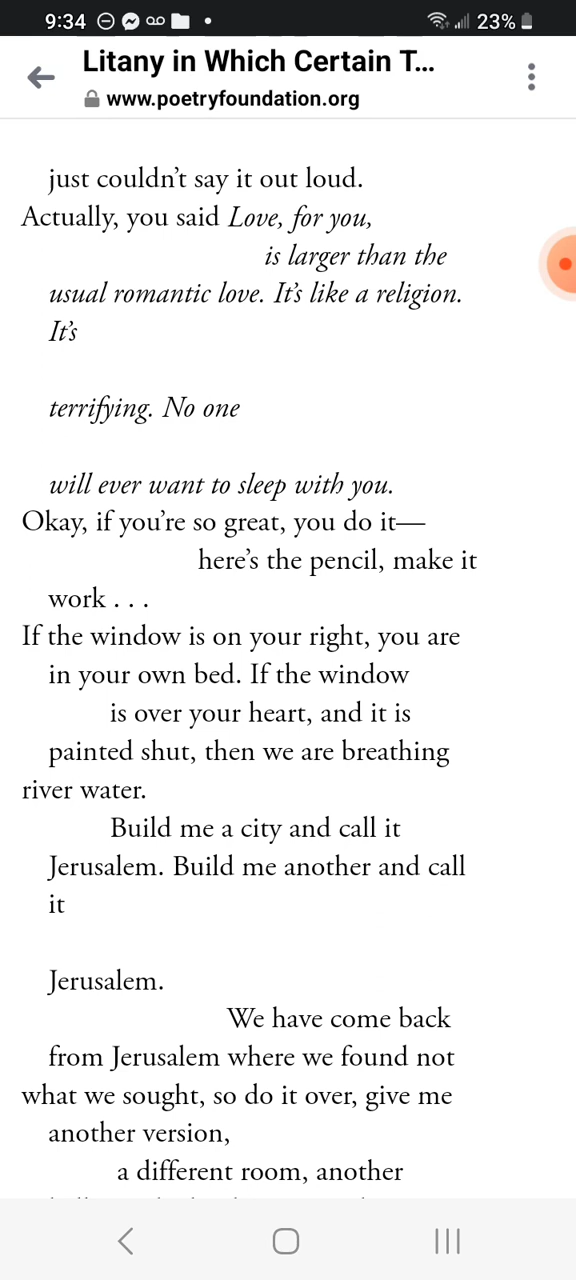 9:34
23%
Litany in Which Certain T...
www.poetryfoundation.org
just couldn’t say it out loud.
Actually, you said Love, for you,
is larger than the
usual romantic love. It’s like a religion.
It’s
terrifying. No one
will ever want to sleep with you.
Okay, if you’re so great, you do it—
here’s the pencil, make it
work . . .
If the window is on your right, you are
in your own bed. If the window
is over your heart, and it is
painted shut, then we are breathing
river water.
Build me a city and call it
Jerusalem. Build me another and call
it
Jerusalem.
We have come back
from Jerusalem where we found not
what we sought, so do it over, give me
another version,
a different room, another